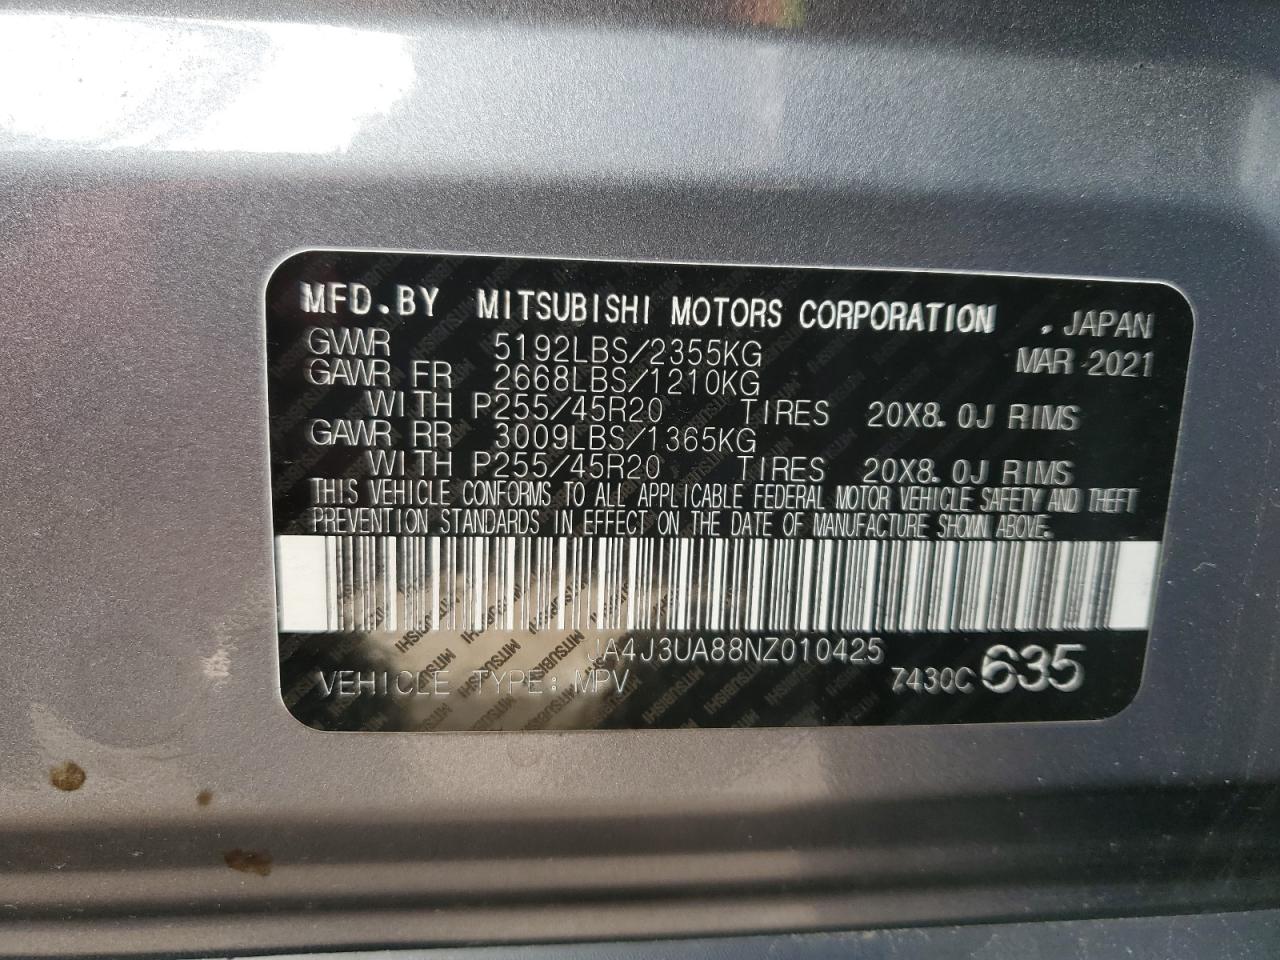 MFD.BY MITSUBISHI MOTORS CORPORATION . JAPAN
GVWR 5192LBS/2355KG MAR 2021
GAWR FR 2668LBS/1210KG
WITH P255/45R20 TIRES 20X8.0J RIMS
GAWR RR 3009LBS/1365KG
WITH P255/45R20 TIRES 20X8.0J RIMS
THIS VEHICLE CONFORMS TO ALL APPLICABLE FEDERAL MOTOR VEHICLE SAFETY AND THEFT
PREVENTION STANDARDS IN EFFECT ON THE DATE OF MANUFACTURE SHOWN ABOVE.
JA4J3UA88NZ010425
VEHICLE TYPE: MPV 7430C 635